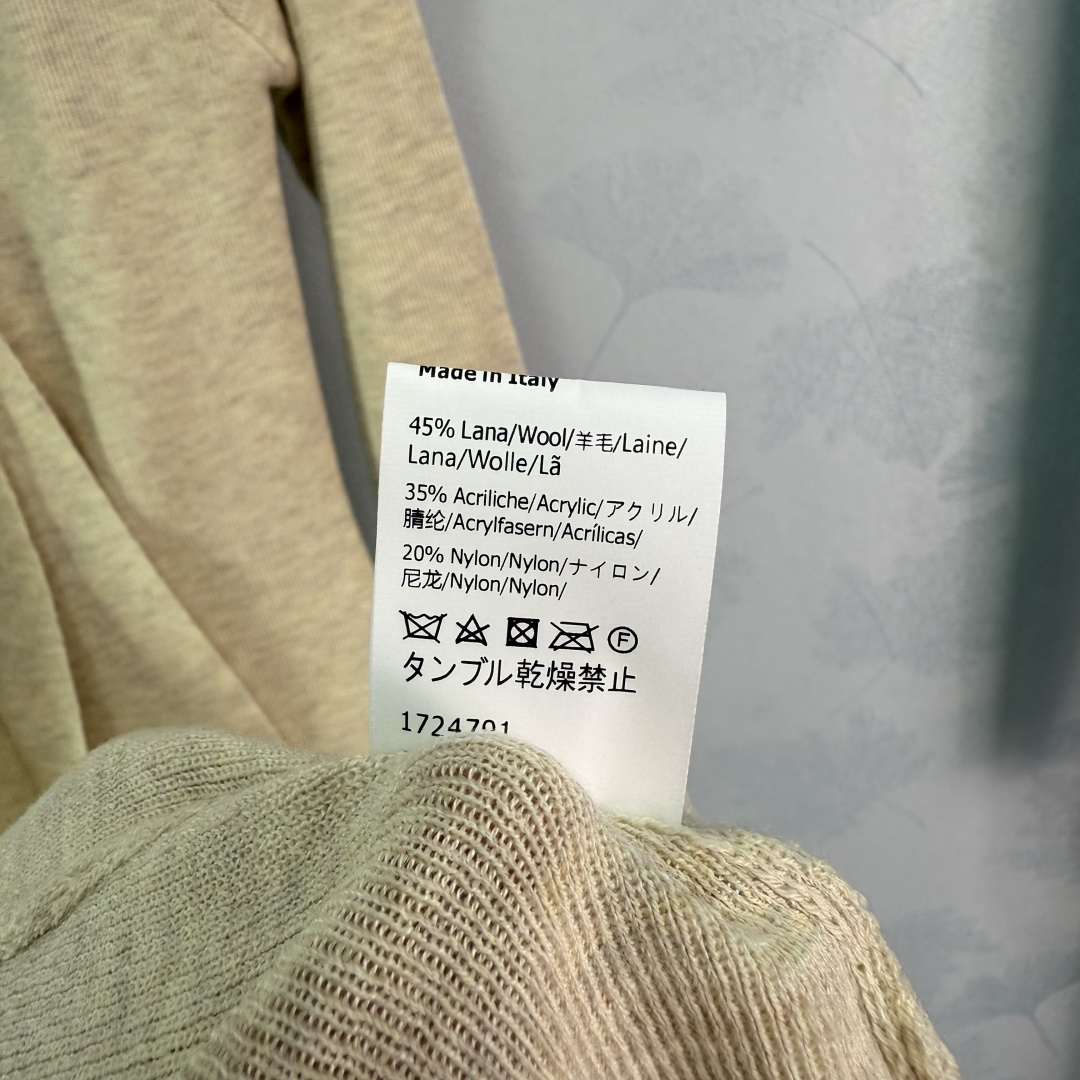 Made in Italy
45% Lana/Wool/羊毛/Laine/
Lana/Wolle/Lã
35% Acriliche/Acrylic/アクリル/
腈纶/Acrylfasern/Acrílicas/
20% Nylon/Nylon/ナイロン/
尼龙/Nylon/Nylon/
F
タンブル乾燥禁止
1724791